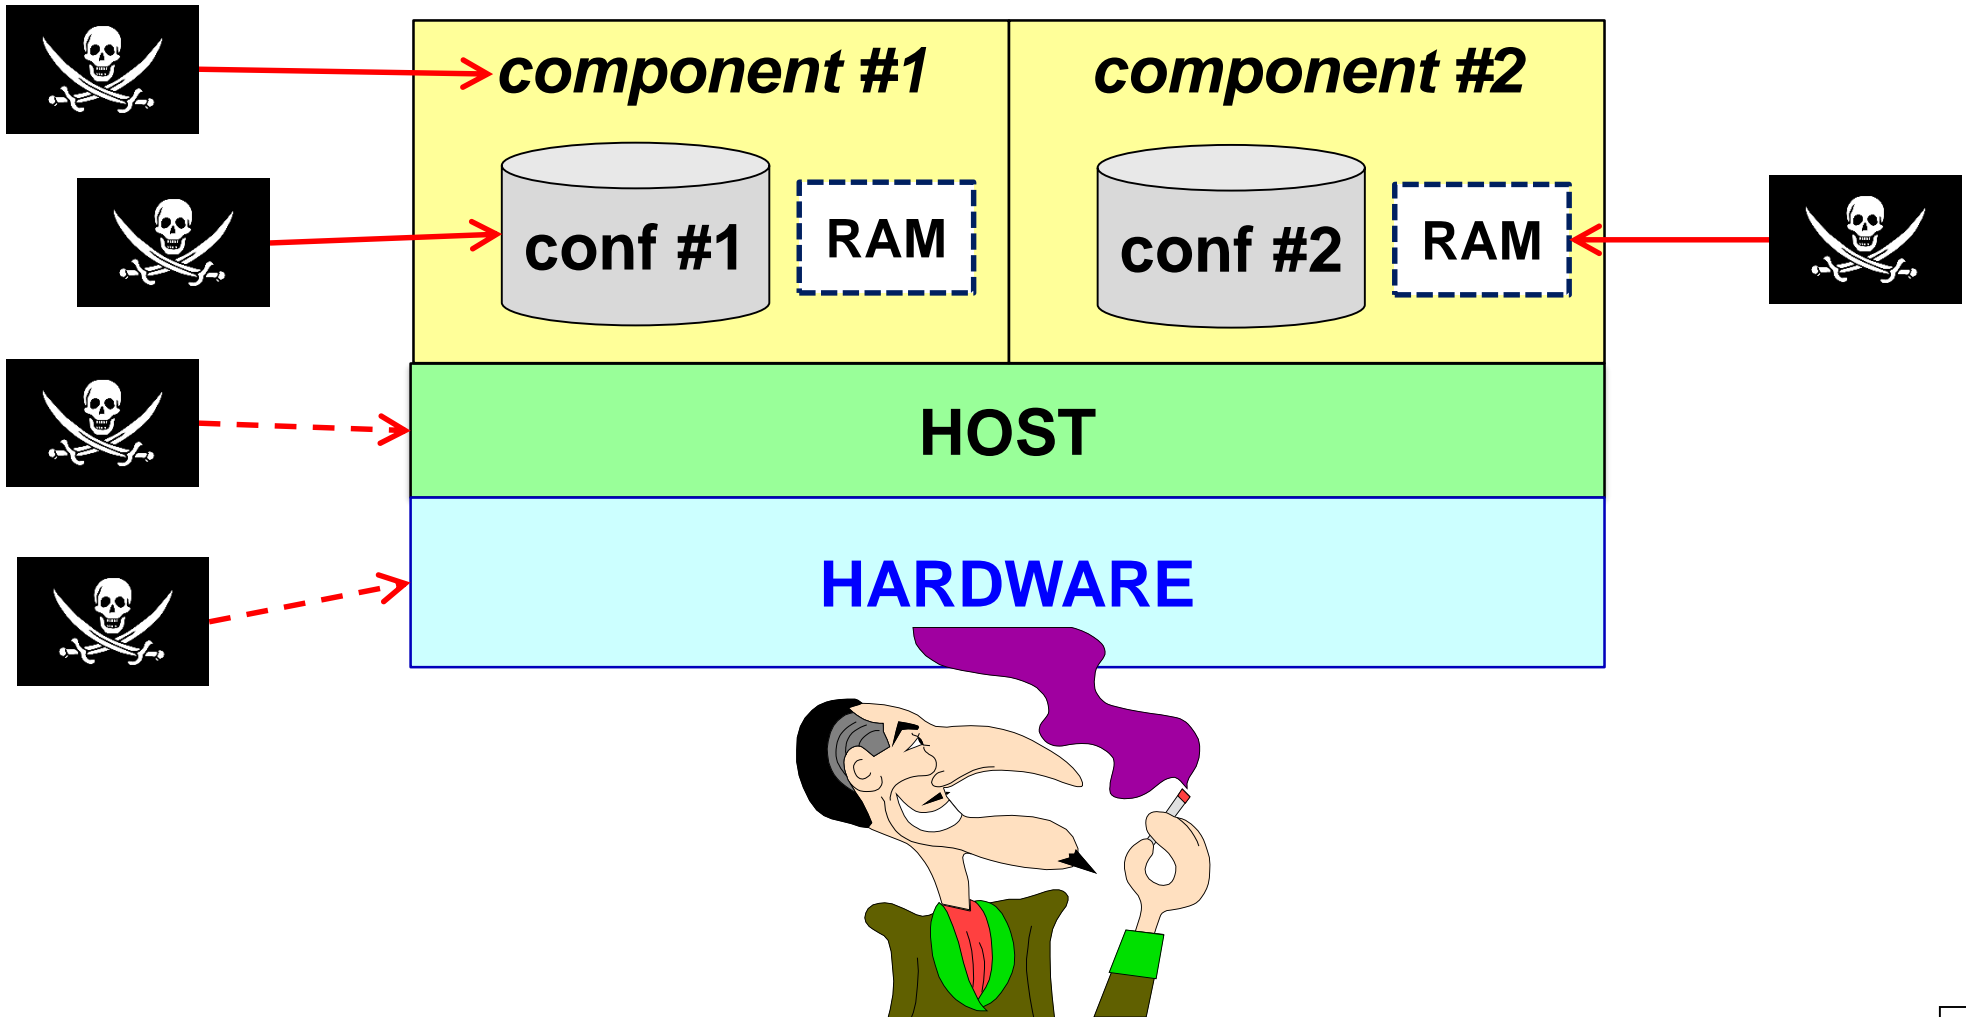 component #1
component #2
conf #1
RAM
conf #2
RAM
HOST
HARDWARE